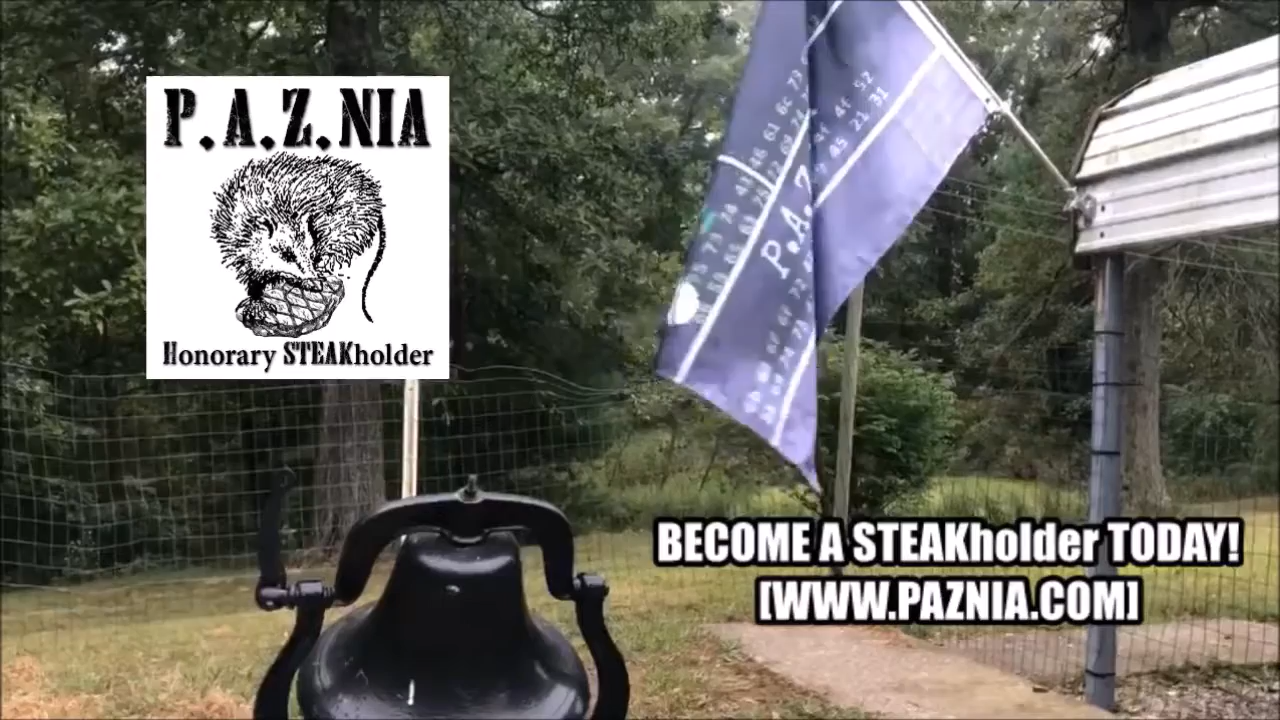 P.A.Z.NIA
Honorary STEAKholder
P.A.Z
BECOME A STEAKholder TODAY!
[WWW.PAZNIA.COM]